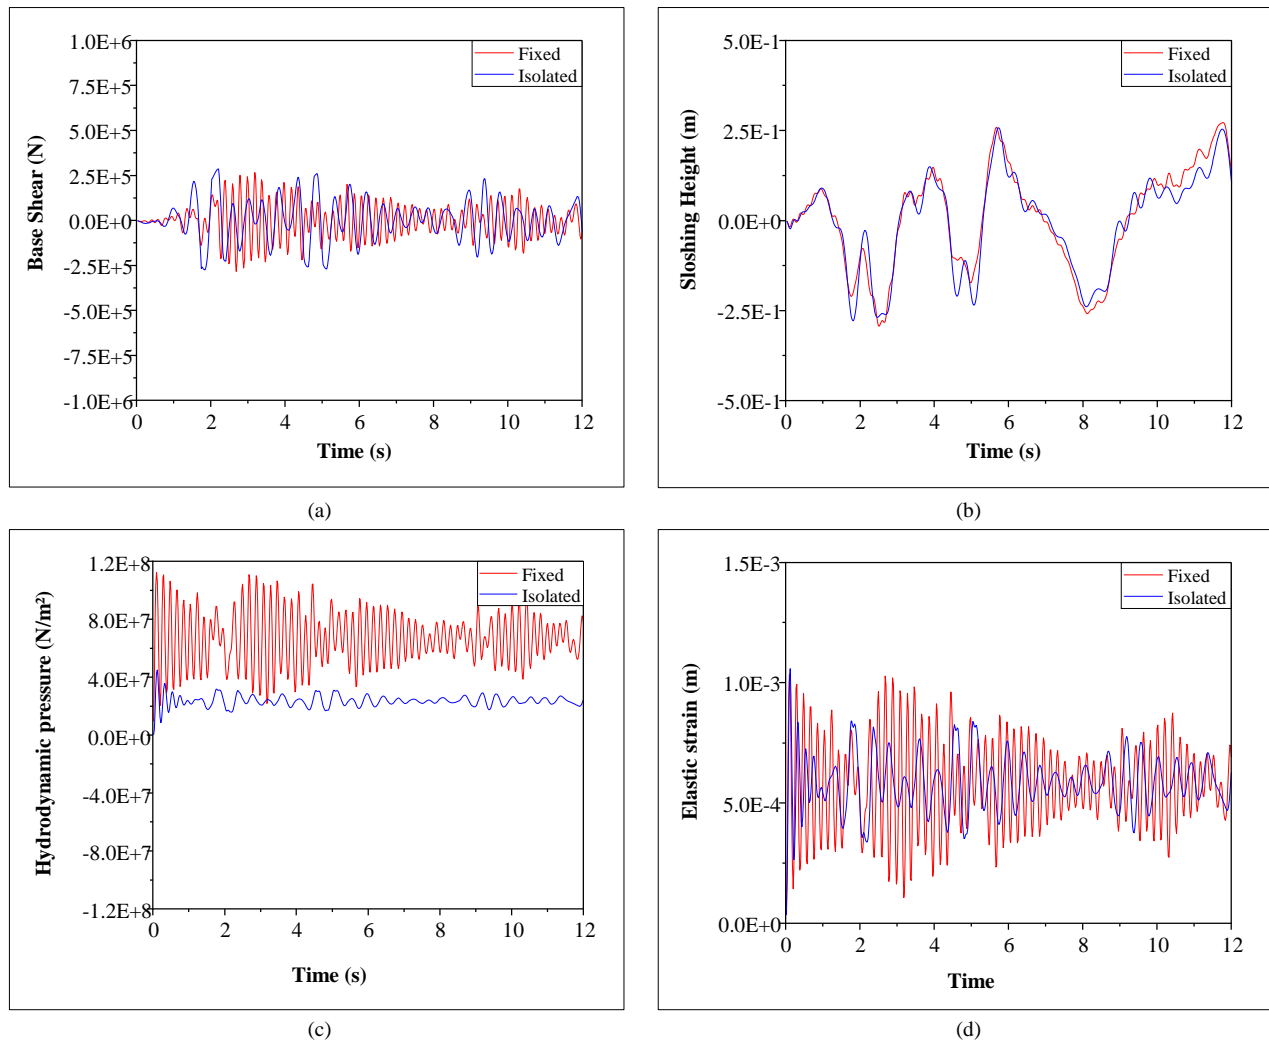 1.0E+6
7.5E+5
5.0E+5
2.5E+5
0.0E+0
-2.5E+5
-5.0E+5
-7.5E+5
-1.0E+6
Base Shear (N)
Fixed
Isolated
0 2 4 6 8 10 12
Time (s)
(a)
5.0E-1
2.5E-1
0.0E+0
-2.5E-1
-5.0E-1
Sloshing Height (m)
Fixed
Isolated
0 2 4 6 8 10 12
Time (s)
(b)
1.2E+8
8.0E+7
4.0E+7
0.0E+0
-4.0E+7
-8.0E+7
-1.2E+8
Hydrodynamic pressure (N/m²)
Fixed
Isolated
0 2 4 6 8 10 12
Time (s)
(c)
1.5E-3
1.0E-3
5.0E-4
0.0E+0
Elastic strain (m)
Fixed
Isolated
0 2 4 6 8 10 12
Time
(d)